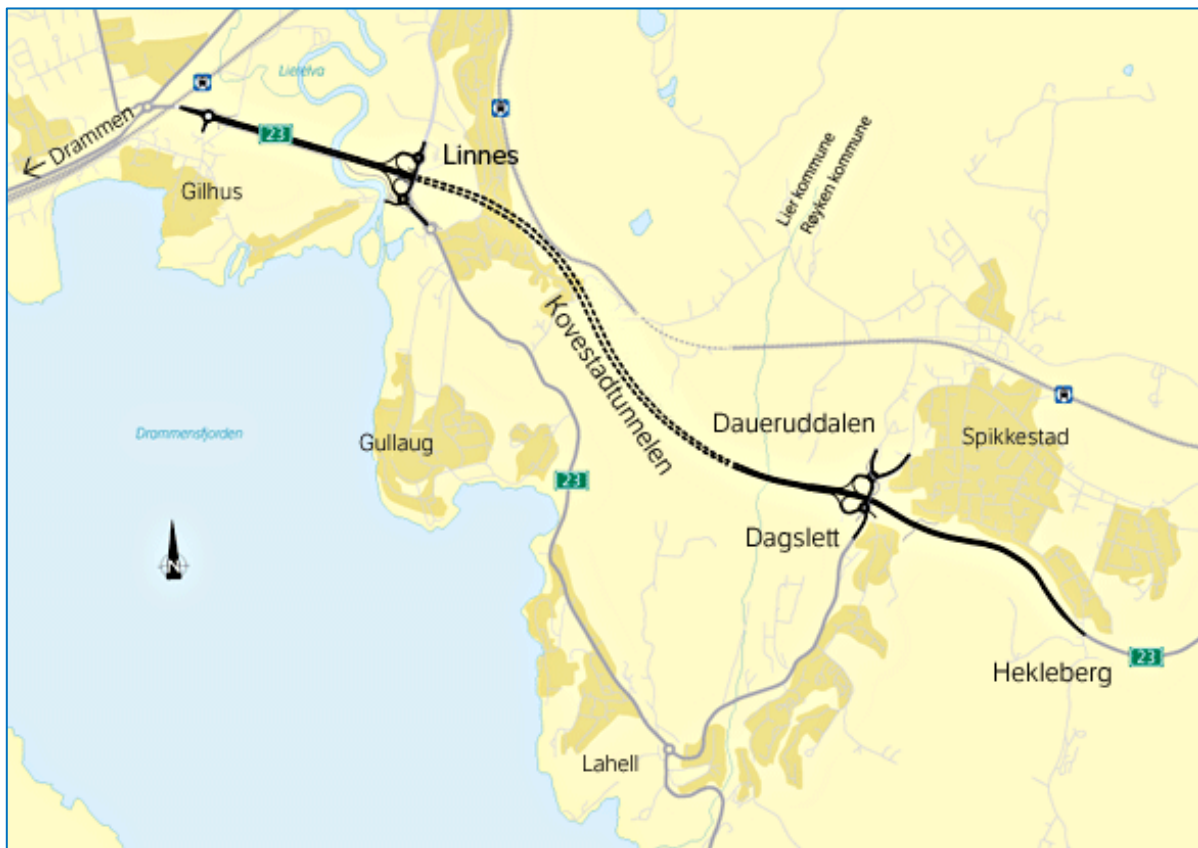 Lierelva
Drammen
23
Linnes
Gilhus
Lier kommune
Røyken kommune
Kovestadtunnelen
Drammensfjorden
Gullaug
Daueruddalen
Spikkestad
23
Dagslett
N
23
Hekleberg
Lahell